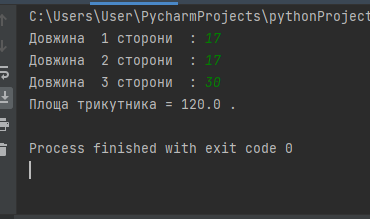 C:\Users\User\PycharmProjects\pythonProject
Довжина  1 сторони  : 17
Довжина  2 сторони  : 17
Довжина  3 сторони  : 30
Площа трикутника = 120.0 .
Process finished with exit code 0